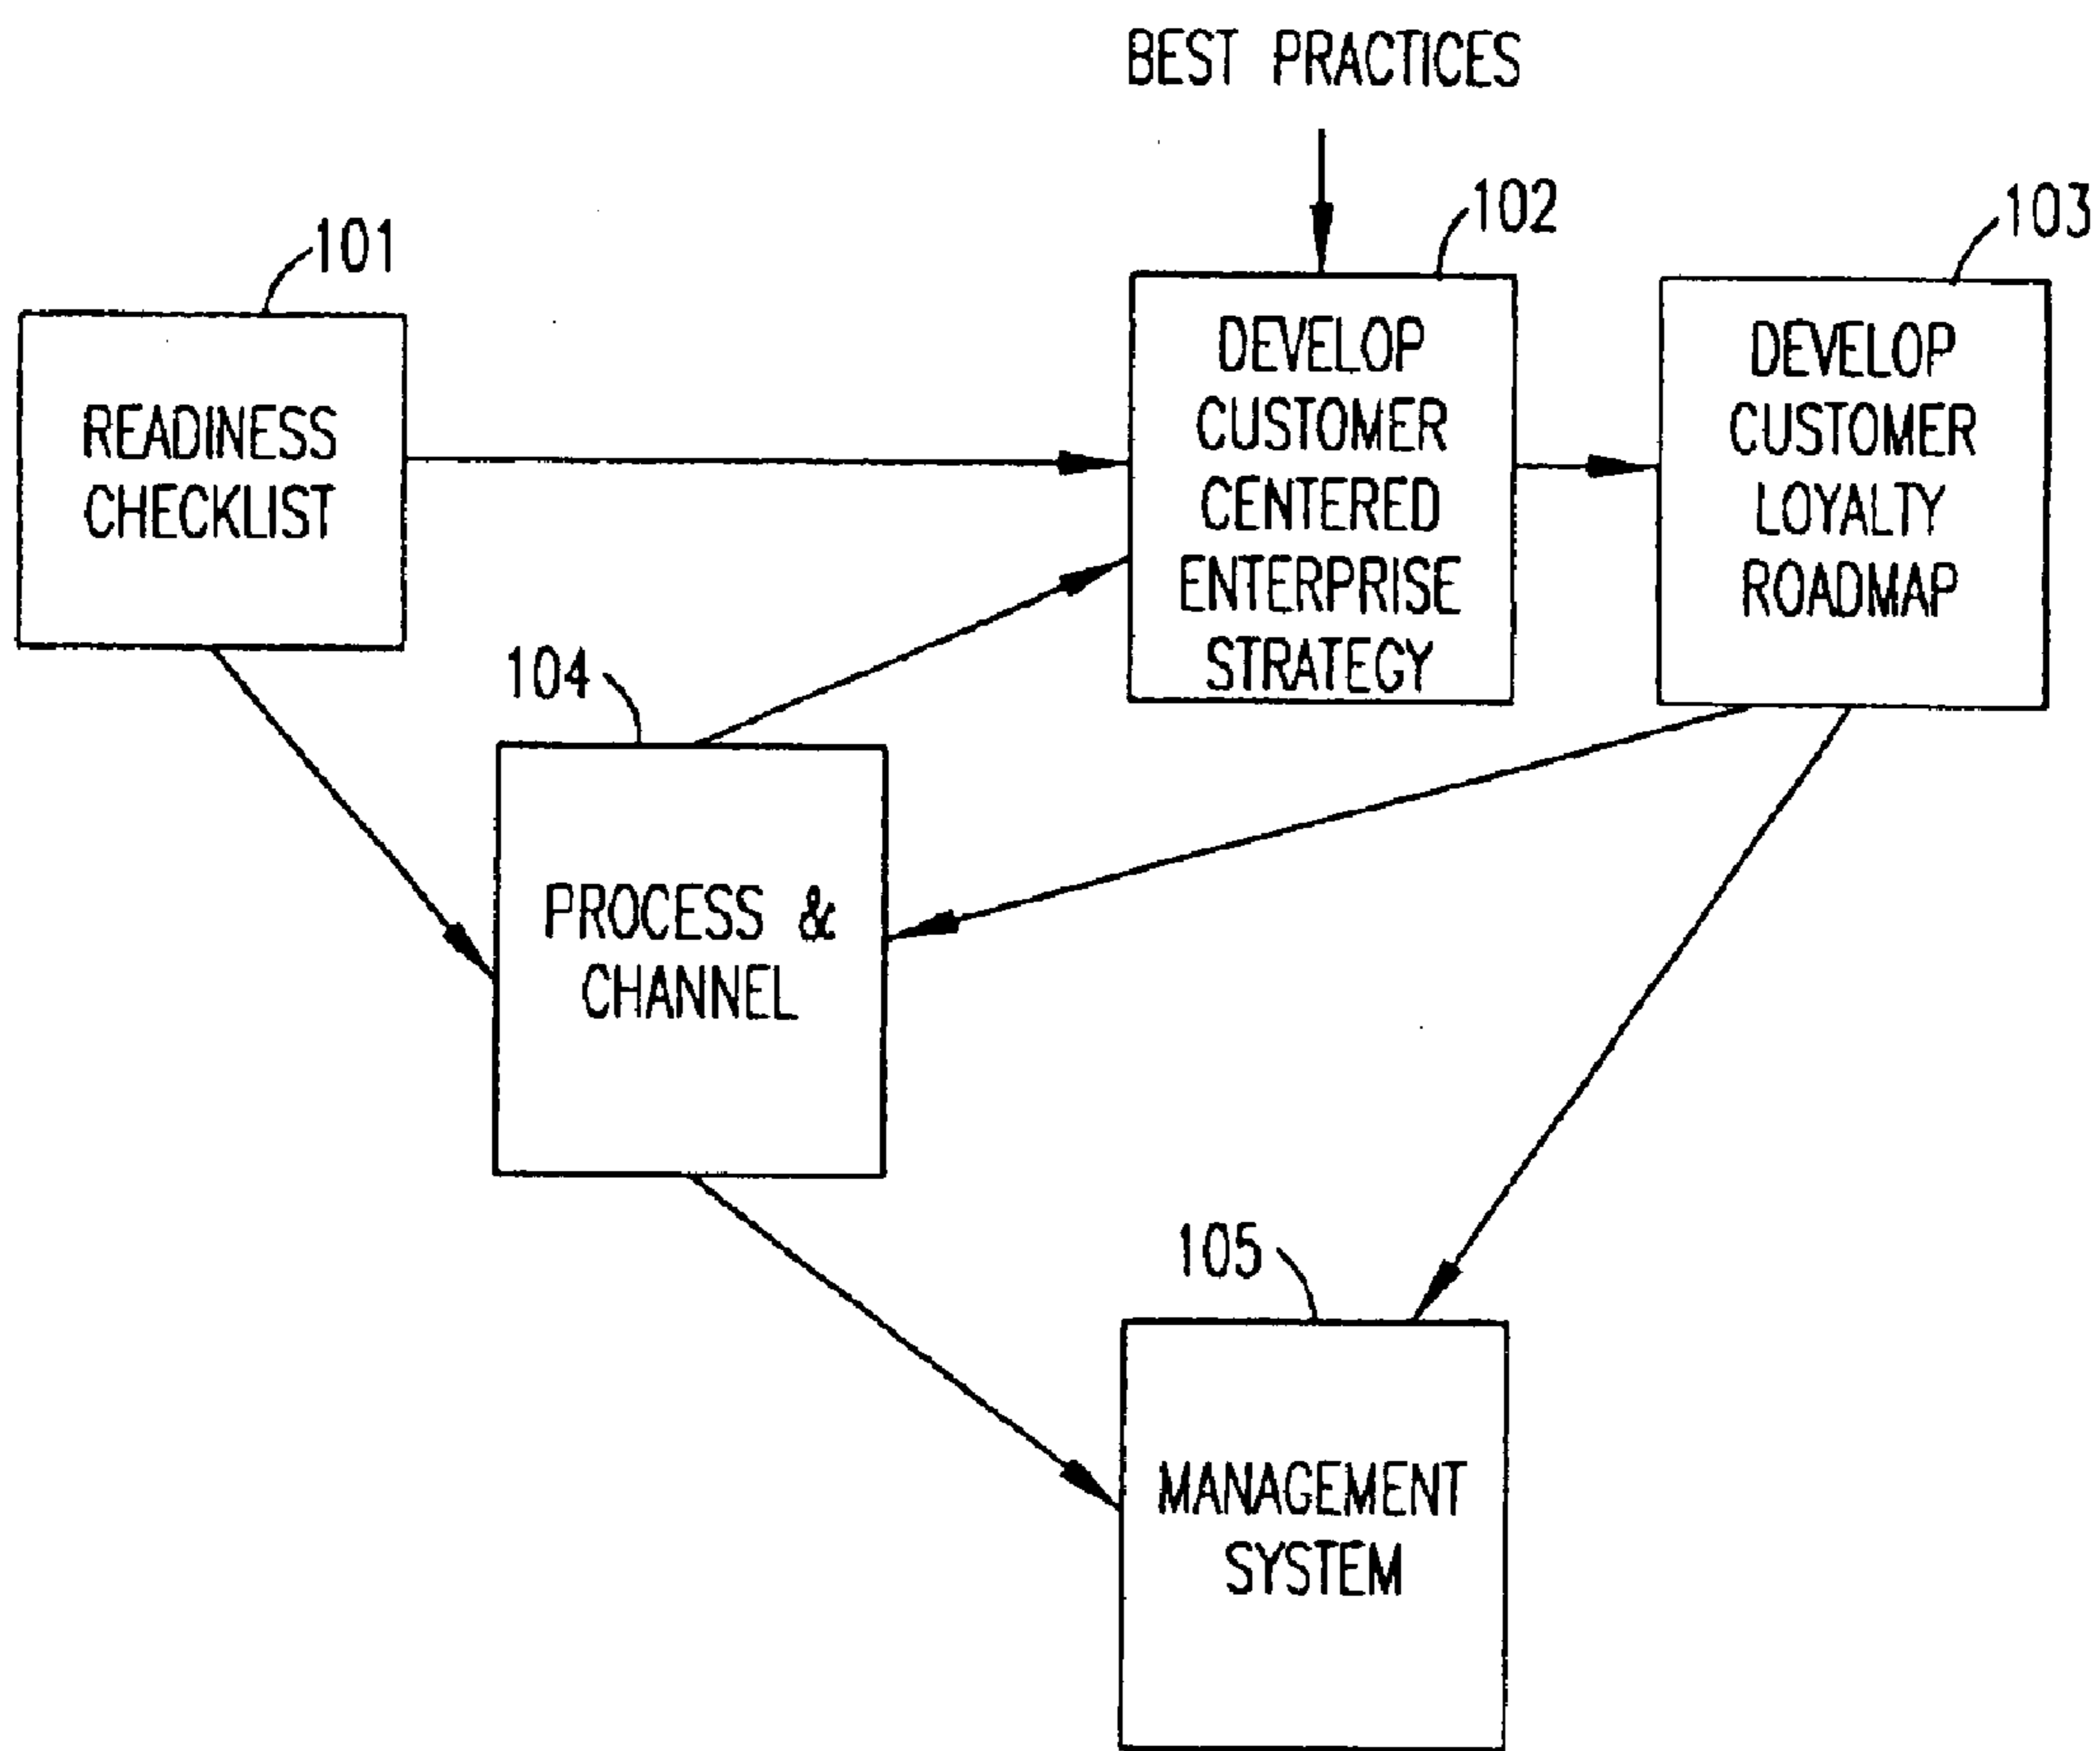 BEST PRACTICES
101
102
103
READINESS
CHECKLIST
DEVELOP
CUSTOMER
CENTERED
ENTERPRISE
STRATEGY
DEVELOP
CUSTOMER
LOYALTY
ROADMAP
104
PROCESS &
CHANNEL
105
MANAGEMENT
SYSTEM